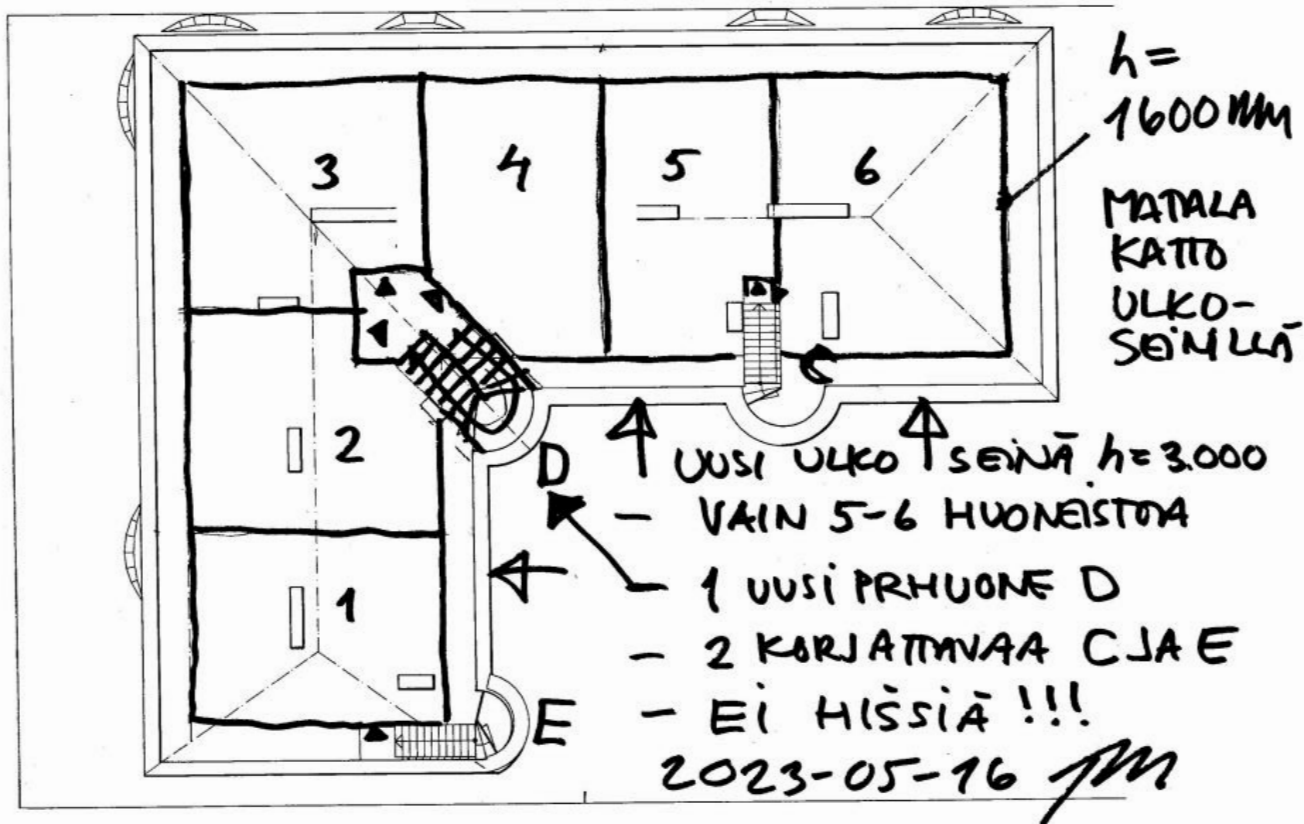 h=
1600 MM
MATALA
KATTO
ULKO-
SEINILLÄ
3
4
5
6
2
1
C
D
E
UUSI ULKO SEINÄ h=3.000
- VAIN 5-6 HUONEISTOA
- 1 UUSI PRHUONE D
- 2 KORJATTAVAA C JA E
- EI HISSIÄ !!!
2023-05-16